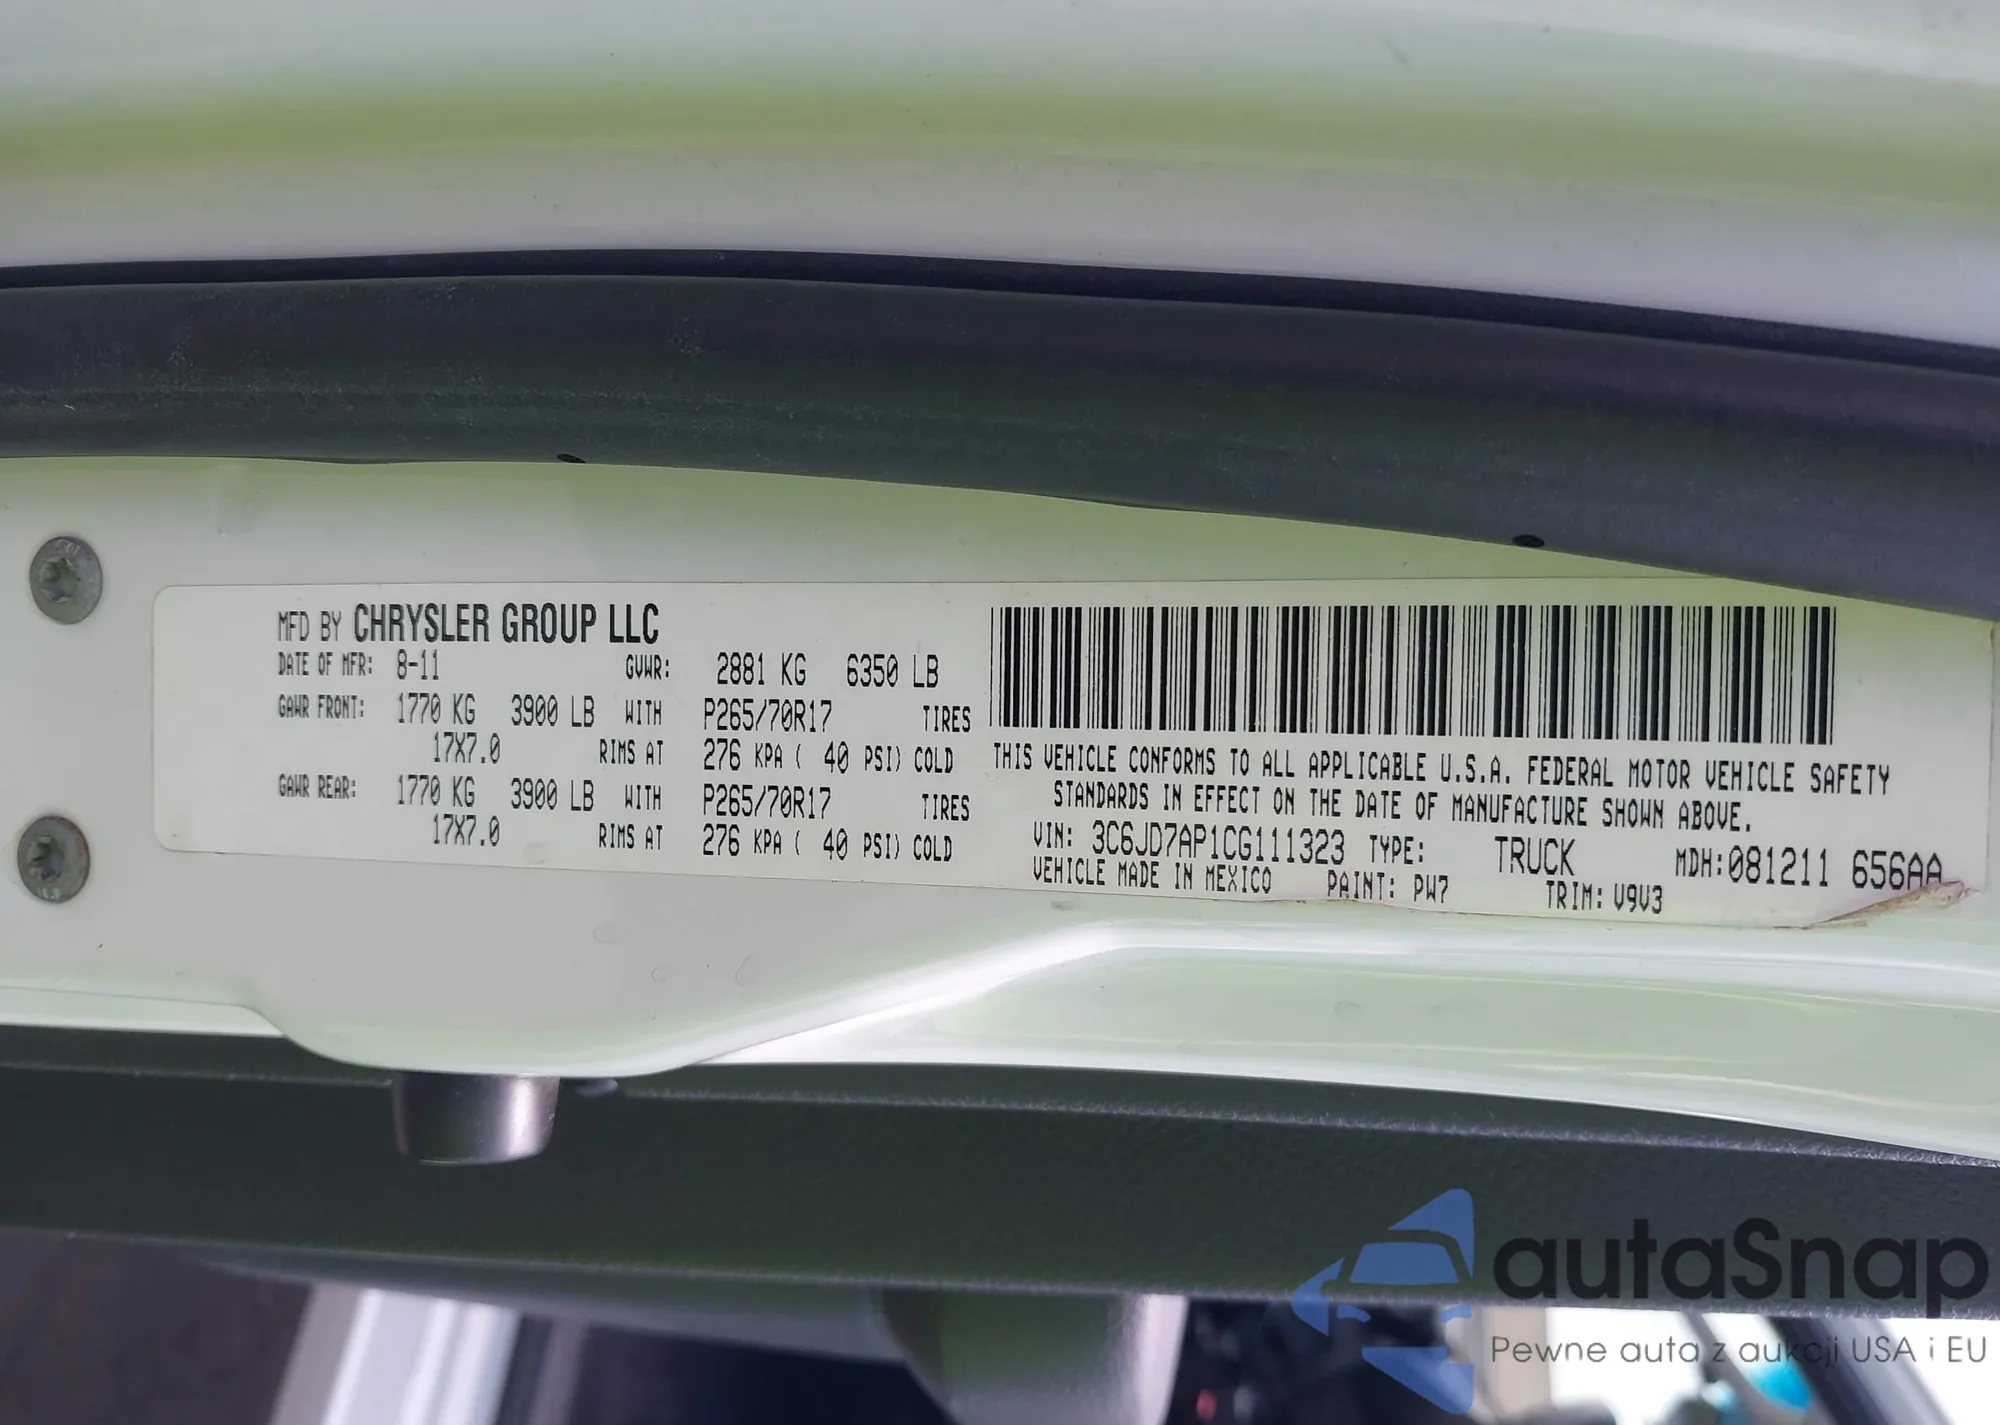 MFD BY CHRYSLER GROUP LLC
DATE OF MFR: 8-11 GVWR: 2881 KG 6350 LB
GAWR FRONT: 1770 KG 3900 LB WITH P265/70R17 TIRES
17X7.0 RIMS AT 276 KPA ( 40 PSI) COLD
GAWR REAR: 1770 KG 3900 LB WITH P265/70R17 TIRES
17X7.0 RIMS AT 276 KPA ( 40 PSI) COLD
THIS VEHICLE CONFORMS TO ALL APPLICABLE U.S.A. FEDERAL MOTOR VEHICLE SAFETY
STANDARDS IN EFFECT ON THE DATE OF MANUFACTURE SHOWN ABOVE.
VIN: 3C6JD7AP1CG111323 TYPE: TRUCK MDH:081211 656AA
VEHICLE MADE IN MEXICO PAINT: PW7 TRIM: V9V3
autaSnap
Pewne auta z aukcji USA i EU